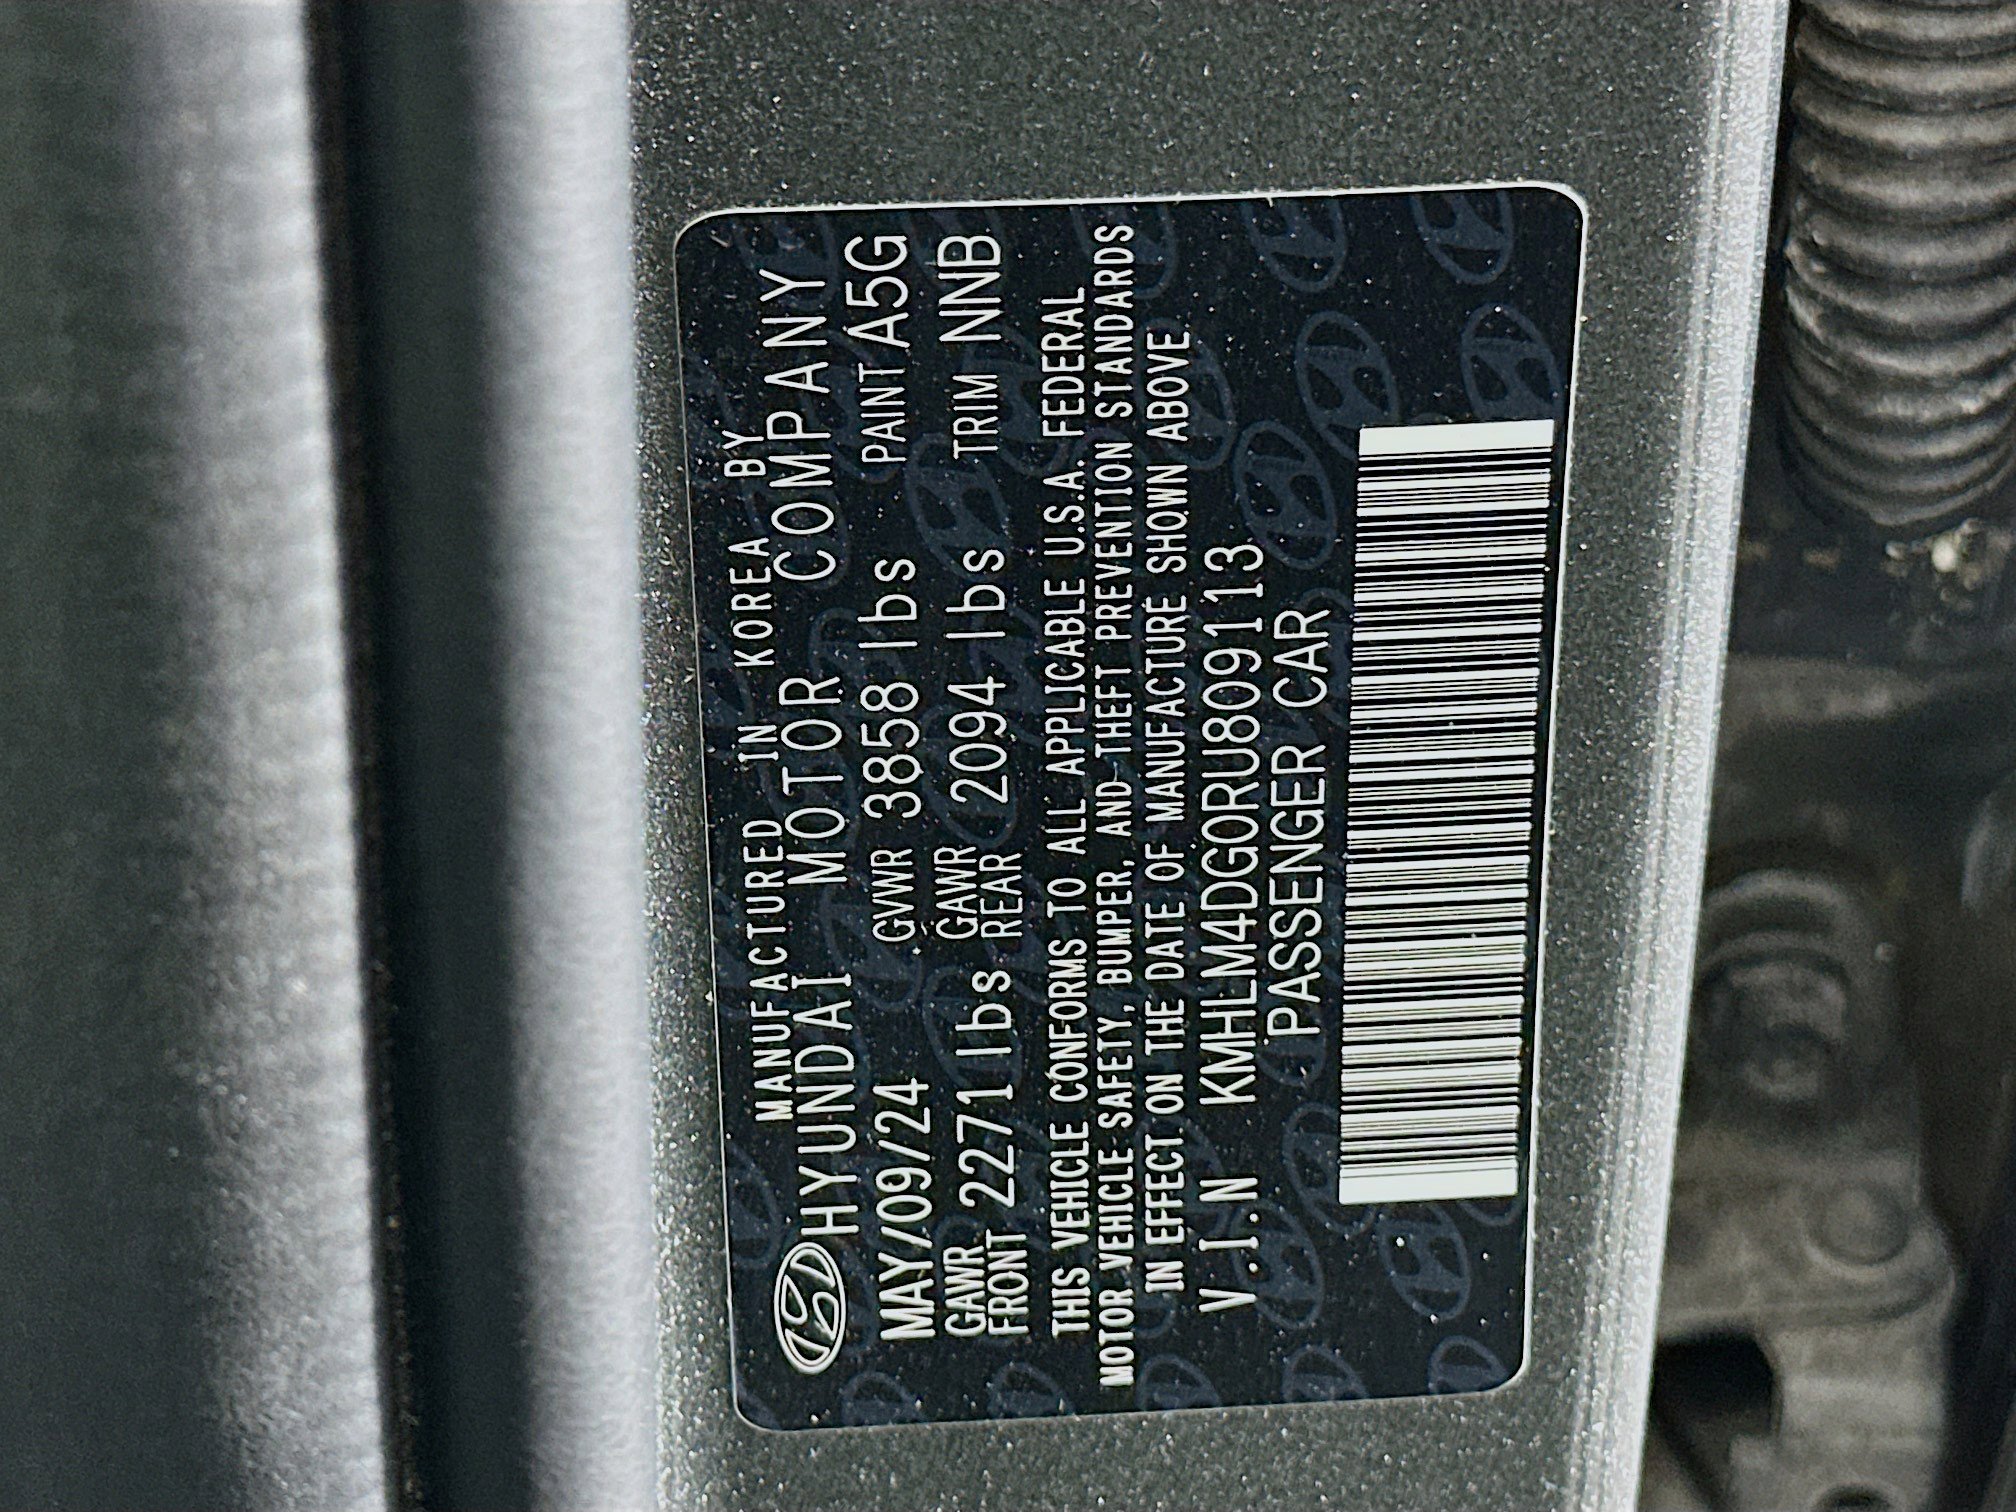 MANUFACTURED IN KOREA BY
HYUNDAI MOTOR COMPANY
MAY/09/24 GVWR 3858 lbs PAINT A5G
GAWR FRONT 2271 lbs GAWR REAR 2094 lbs TRIM NNB
THIS VEHICLE CONFORMS TO ALL APPLICABLE U.S.A. FEDERAL
MOTOR VEHICLE SAFETY, BUMPER, AND THEFT PREVENTION STANDARDS
IN EFFECT ON THE DATE OF MANUFACTURE SHOWN ABOVE
V.I.N KMHLM4DG0RU809113
PASSENGER CAR